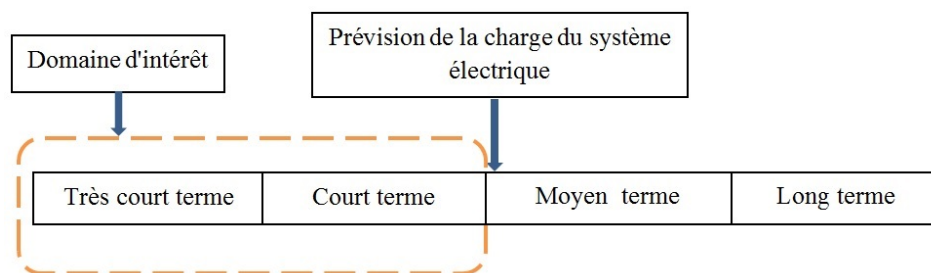 Prévision de la charge du système
électrique
Domaine d'intérêt
Très court terme
Court terme
Moyen terme
Long terme